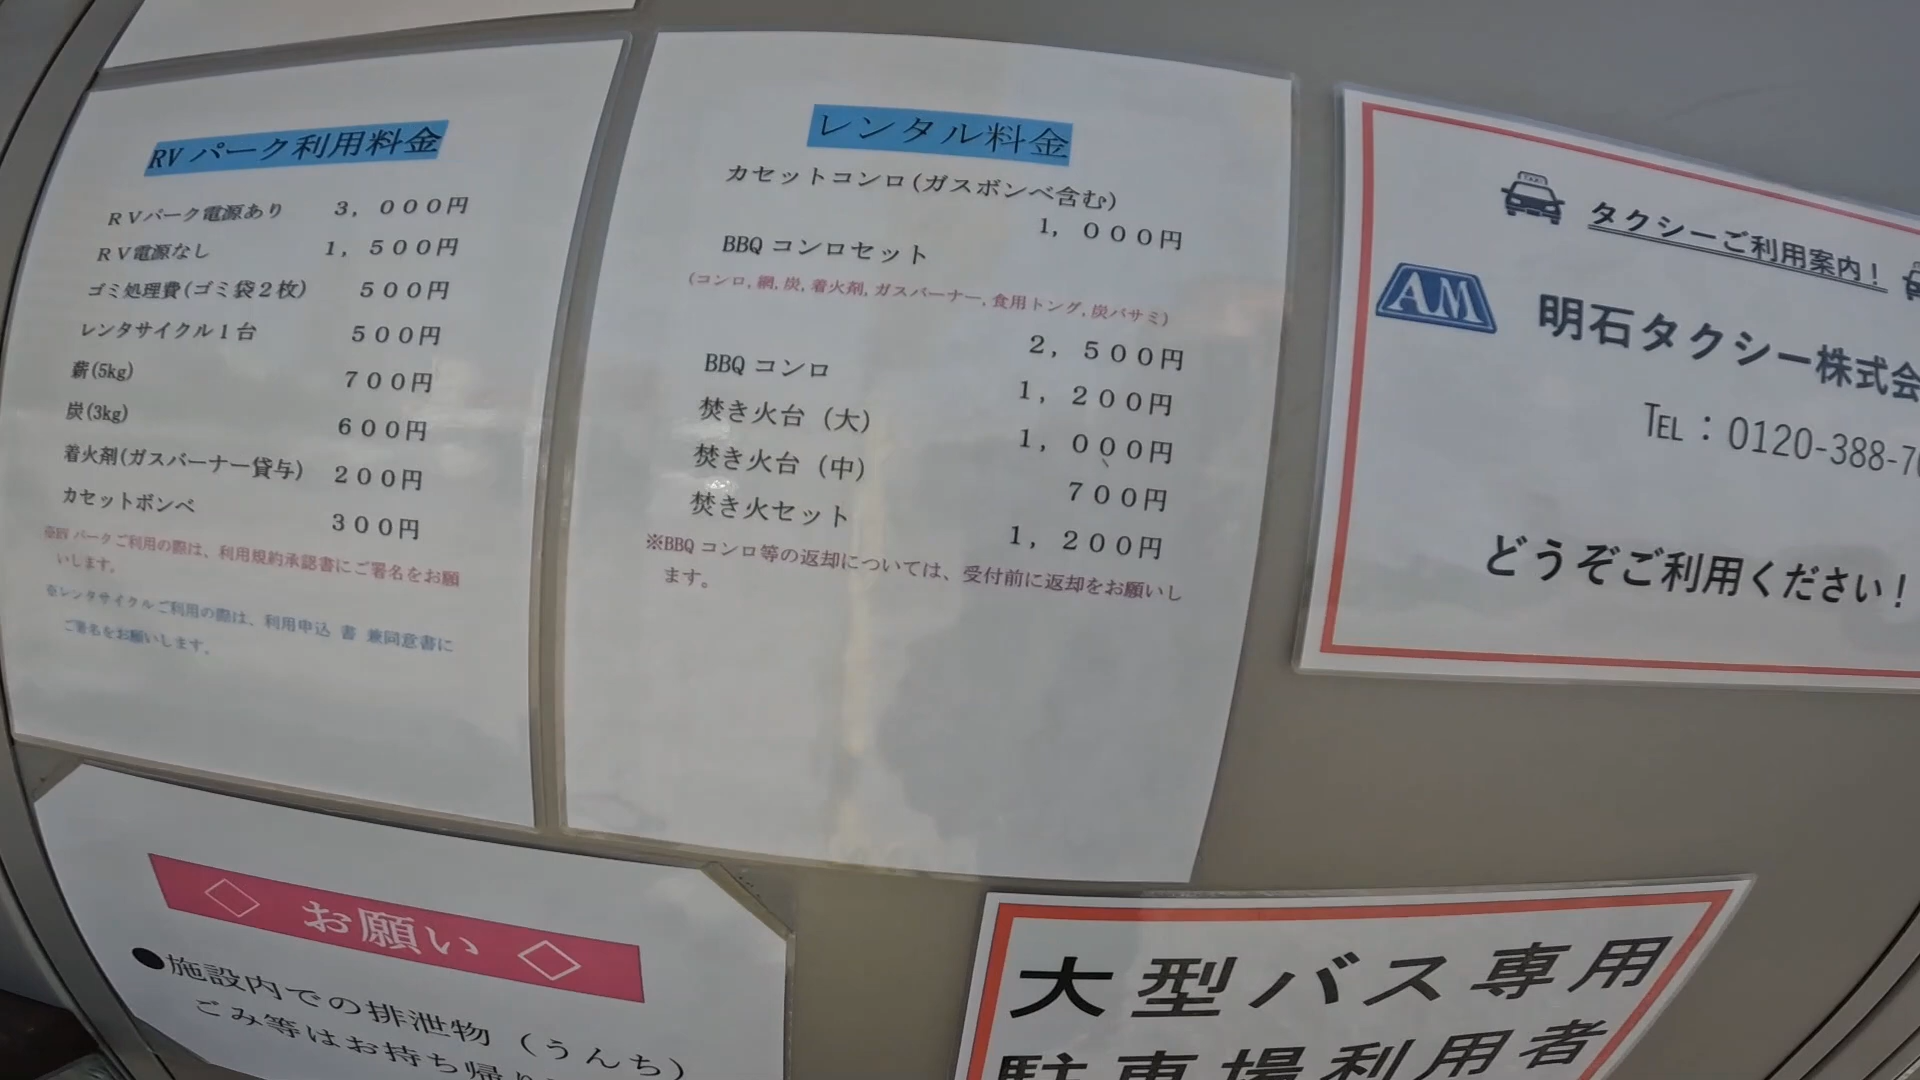 RVパーク利用料金
RVパーク電源あり 3,000円
RV電源なし 1,500円
ゴミ処理費(ゴミ袋2枚) 500円
レンタサイクル1台 500円
薪(5kg) 700円
炭(3kg) 600円
着火剤(ガスバーナー貸与) 200円
カセットボンベ 300円
※RVパークご利用の際は、利用規約承認書にご署名をお願
いします。
※レンタサイクルご利用の際は、利用申込 書 兼同意書に
ご署名をお願いします。
レンタル料金
カセットコンロ(ガスボンベ含む)
1,000円
BBQコンロセット
(コンロ,網,炭,着火剤,ガスバーナー,食用トング,炭バサミ)
2,500円
BBQコンロ 1,200円
焚き火台(大) 1,000円
焚き火台(中) 700円
焚き火セット 1,200円
※BBQコンロ等の返却については、受付前に返却をお願いし
ます。
TAXI
タクシーご利用案内!
AM 明石タクシー株式会
TEL:0120-388-7
どうぞご利用ください!
◇ お願い ◇
●施設内での排泄物(うんち)
ごみ等はお持ち帰り
大型バス専用
駐車場利用者